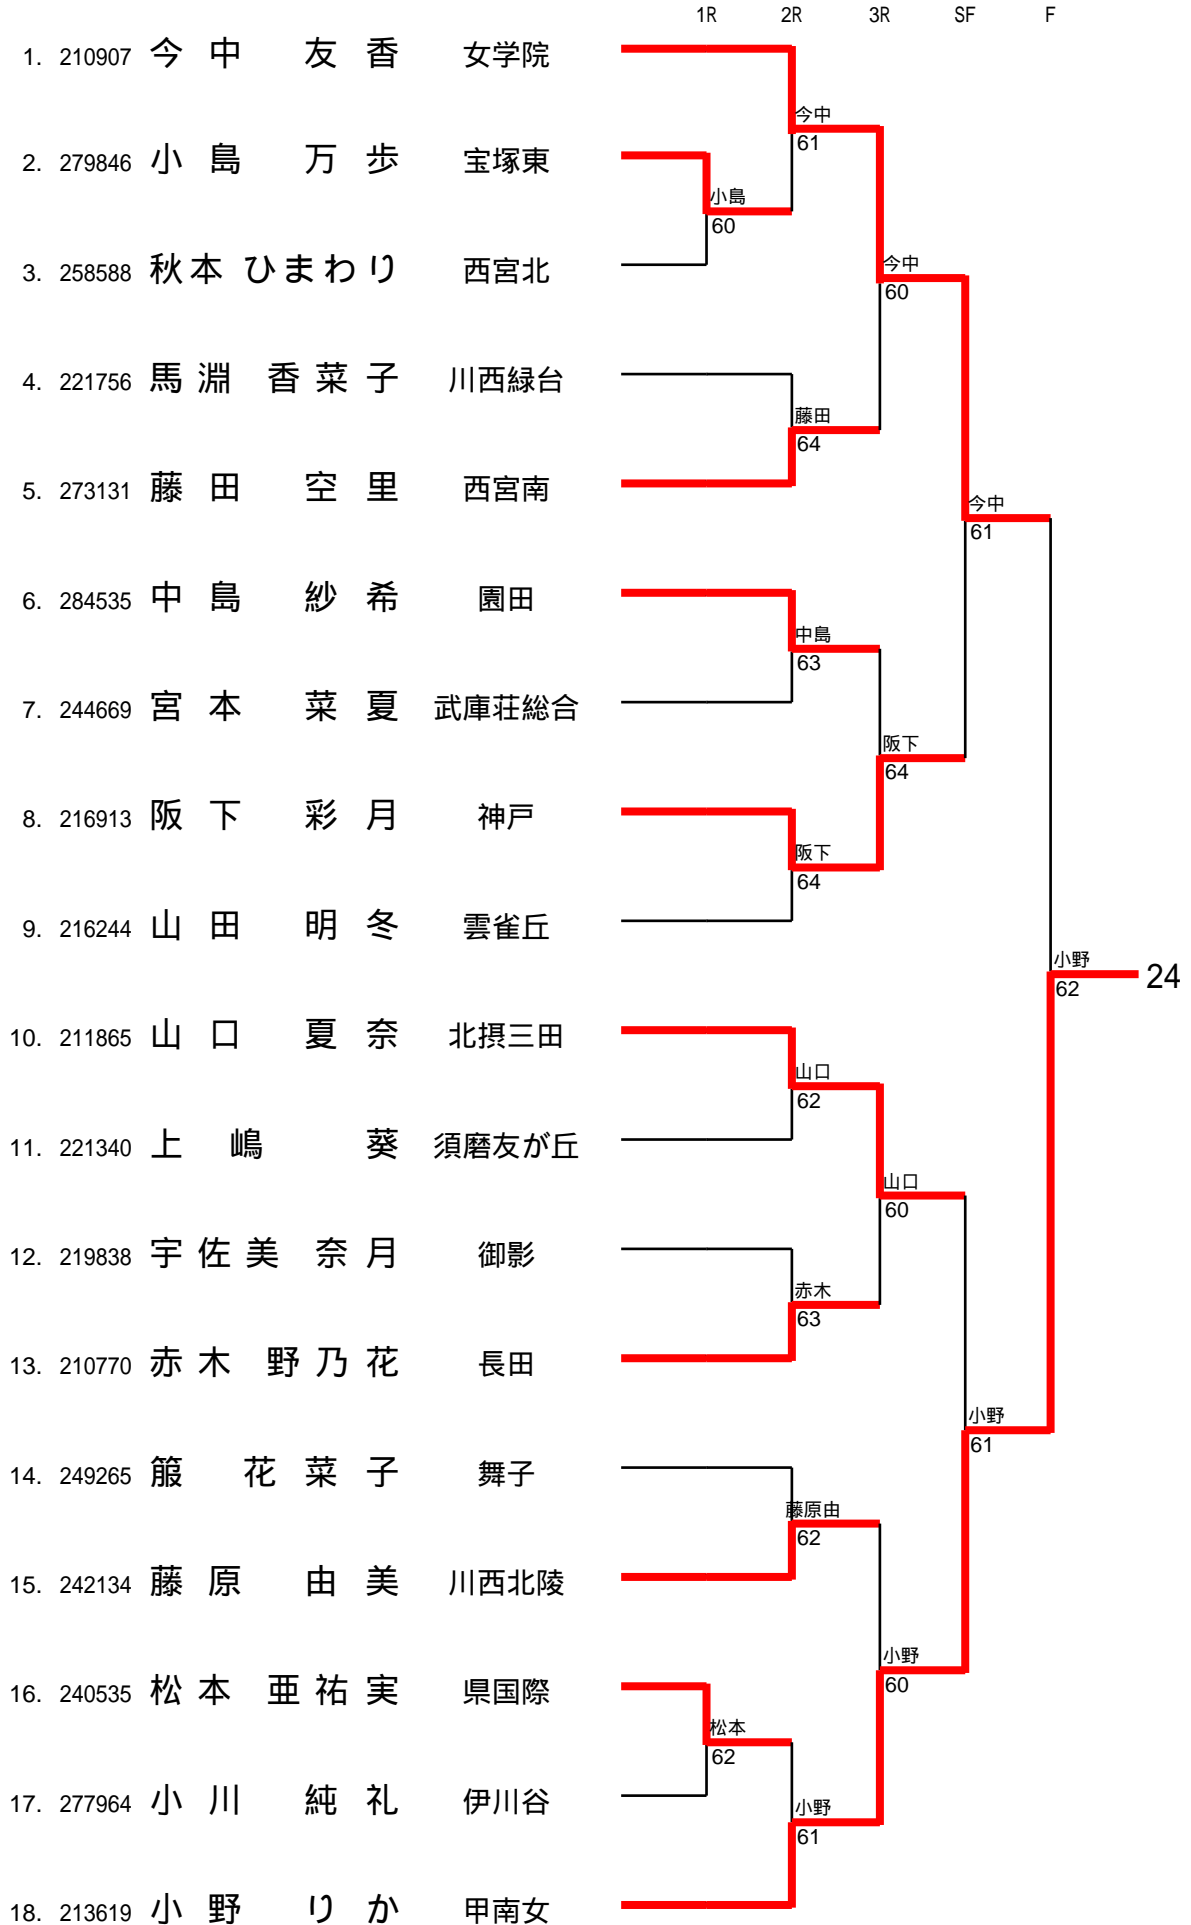 1R 2R 3R SF F
1. 210907 今中 友香 女学院
今中
61
2. 279846 小島 万歩 宝塚東
小島
60
3. 258588 秋本 ひまわり 西宮北
今中
60
4. 221756 馬淵 香菜子 川西緑台
藤田
64
5. 273131 藤田 空里 西宮南
今中
61
6. 284535 中島 紗希 園田
中島
63
7. 244669 宮本 菜夏 武庫荘総合
阪下
64
8. 216913 阪下 彩月 神戸
阪下
64
9. 216244 山田 明冬 雲雀丘
小野
62 24
10. 211865 山口 夏奈 北摂三田
山口
62
11. 221340 上嶋 葵 須磨友が丘
山口
60
12. 219838 宇佐美 奈月 御影
赤木
63
13. 210770 赤木 野乃花 長田
小野
61
14. 249265 箙 花菜子 舞子
藤原由
62
15. 242134 藤原 由美 川西北陵
小野
60
16. 240535 松本 亜祐実 県国際
松本
62
17. 277964 小川 純礼 伊川谷
小野
61
18. 213619 小野 りか 甲南女